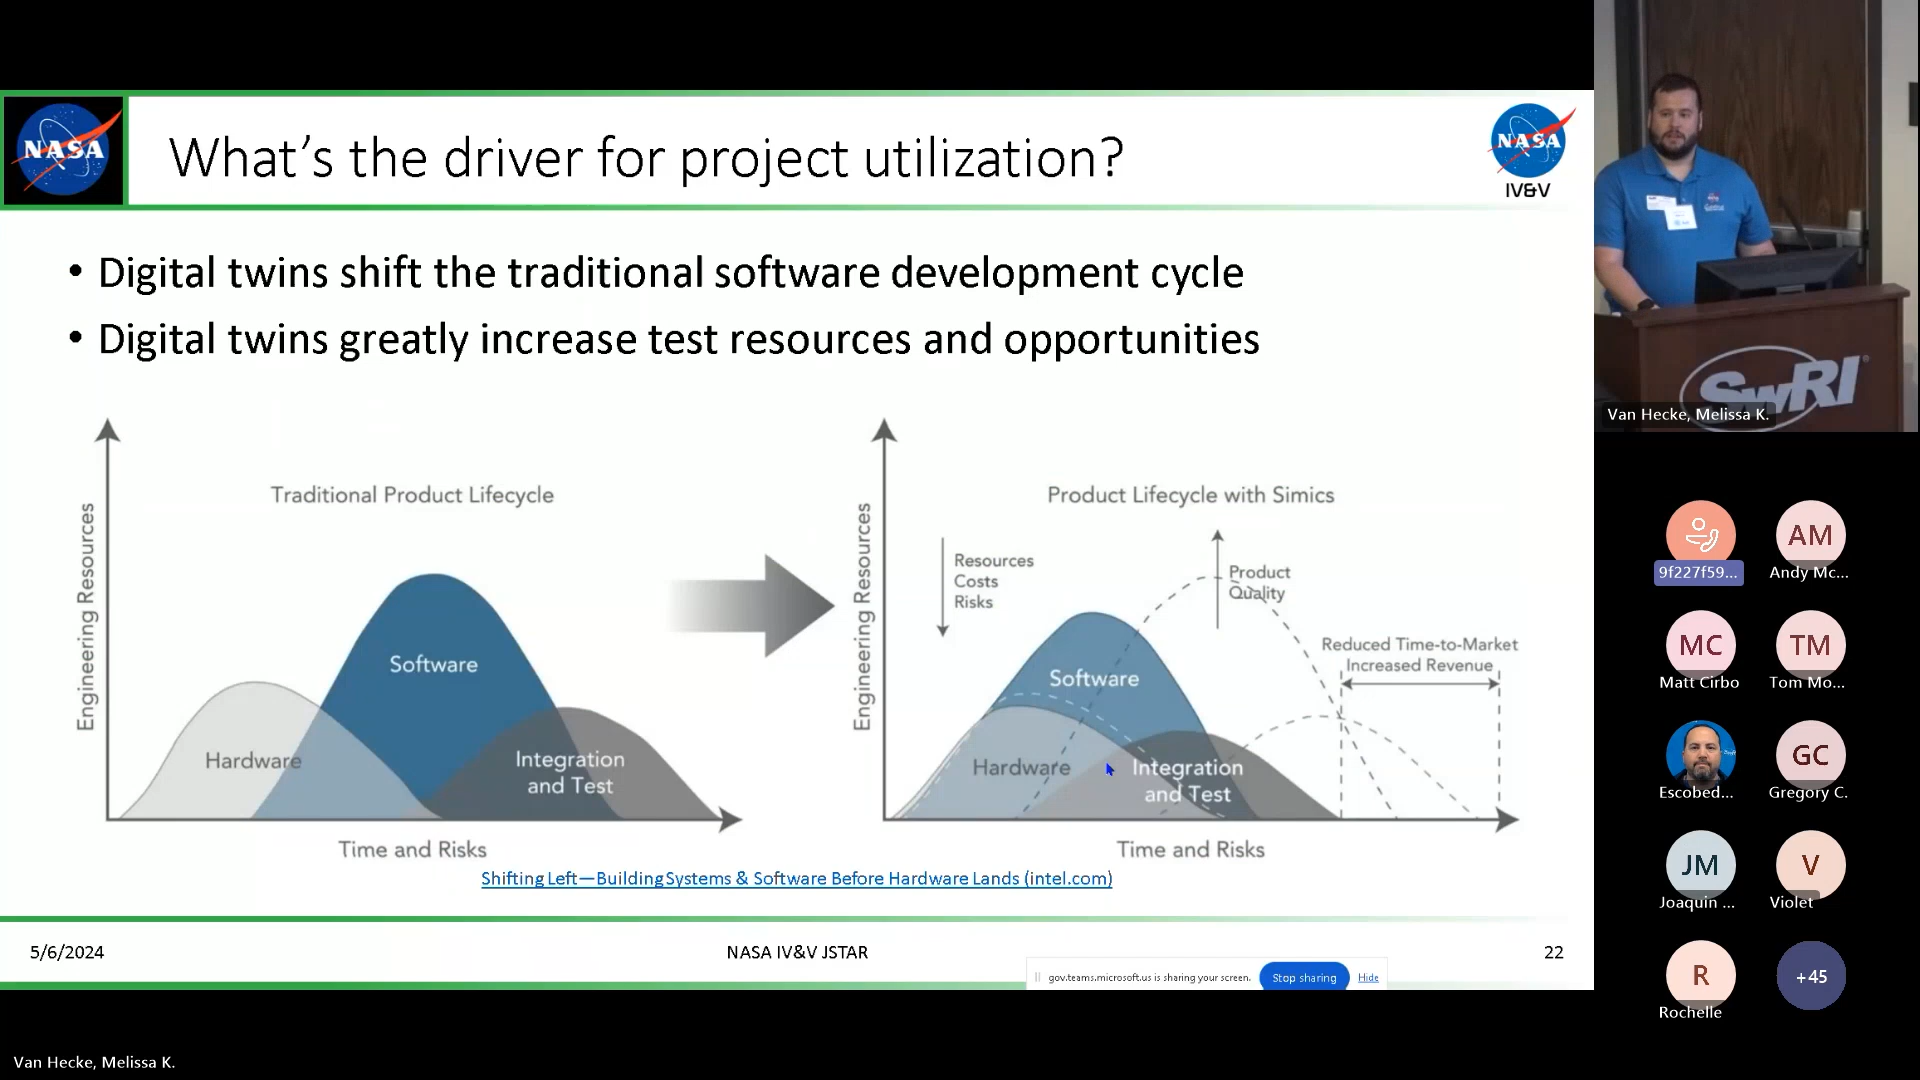 NASA
What's the driver for project utilization?
NASA
IV&V
• Digital twins shift the traditional software development cycle
• Digital twins greatly increase test resources and opportunities
Engineering Resources
Traditional Product Lifecycle
Software
Hardware
Integration
and Test
Time and Risks
Engineering Resources
Product Lifecycle with Simics
Resources
Costs
Risks
Product
Quality
Reduced Time-to-Market
Increased Revenue
Software
Hardware
Integration
and Test
Time and Risks
Shifting Left—Building Systems & Software Before Hardware Lands (intel.com)
5/6/2024
NASA IV&V JSTAR
22
gov.teams.microsoft.us is sharing your screen.
Stop sharing
Hide
SwRI®
Van Hecke, Melissa K.
9f227f59...
AM
Andy Mc...
MC
Matt Cirbo
TM
Tom Mo...
Escobed...
GC
Gregory C.
JM
Joaquin ...
V
Violet
R
Rochelle
+45
Van Hecke, Melissa K.